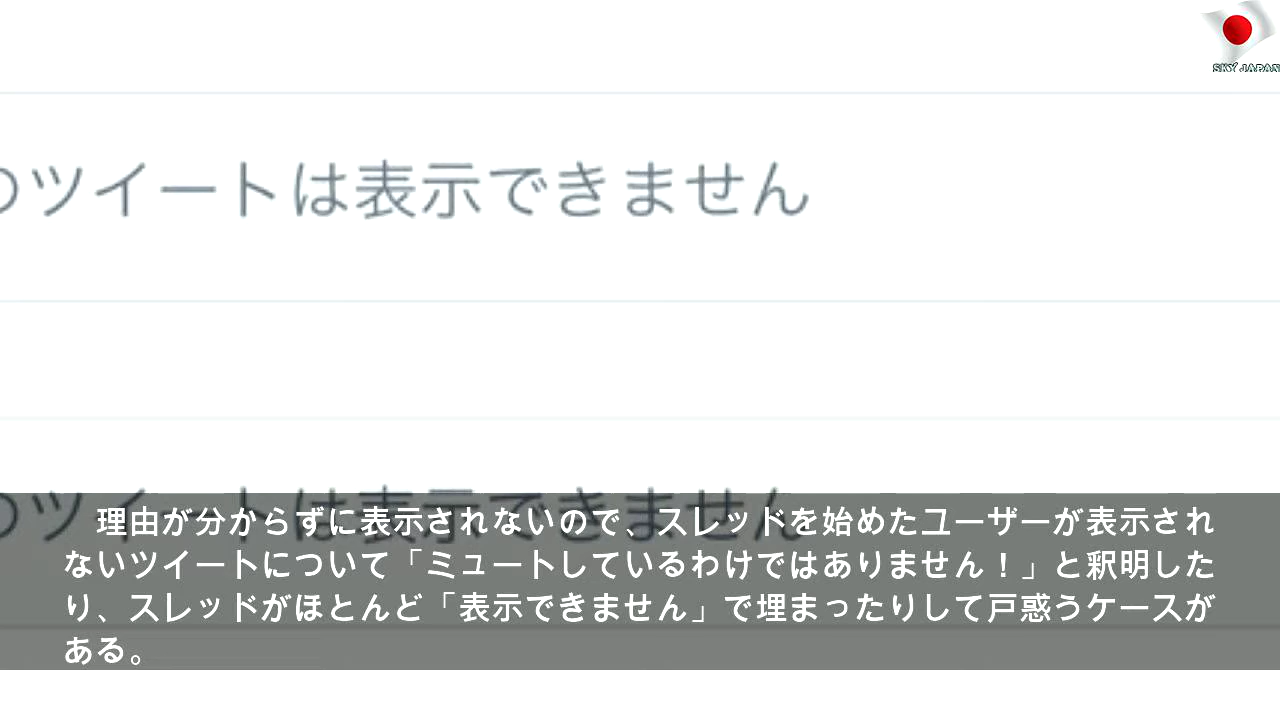 SKY JAPAN
のツイートは表示できません
のツイートは表示できません
理由が分からずに表示されないので、スレッドを始めたユーザーが表示され
ないツイートについて「ミュートしているわけではありません！」と釈明した
り、スレッドがほとんど「表示できません」で埋まったりして戸惑うケースが
ある。